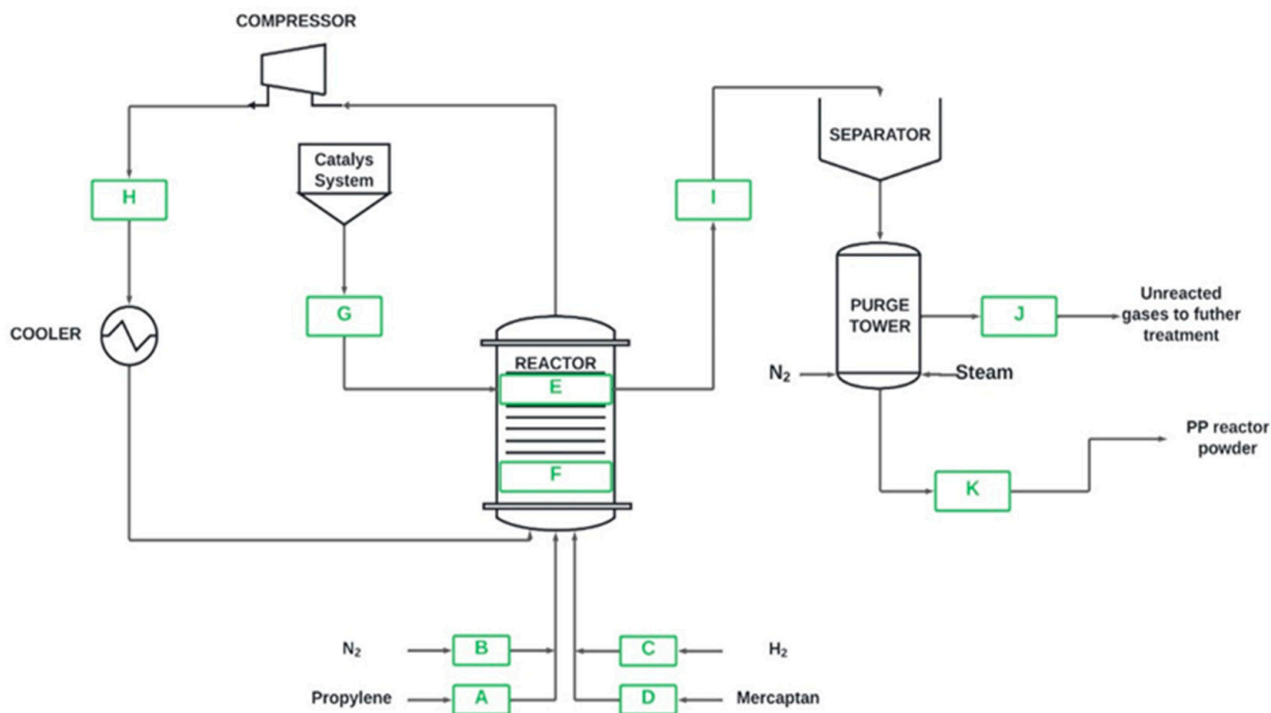 COMPRESSOR
Catalys
System
SEPARATOR
H
I
G
COOLER
PURGE
TOWER
J
Unreacted
gases to futher
treatment
REACTOR
E
N₂
Steam
F
K
PP reactor
powder
N₂
B
C
H₂
Propylene
A
D
Mercaptan